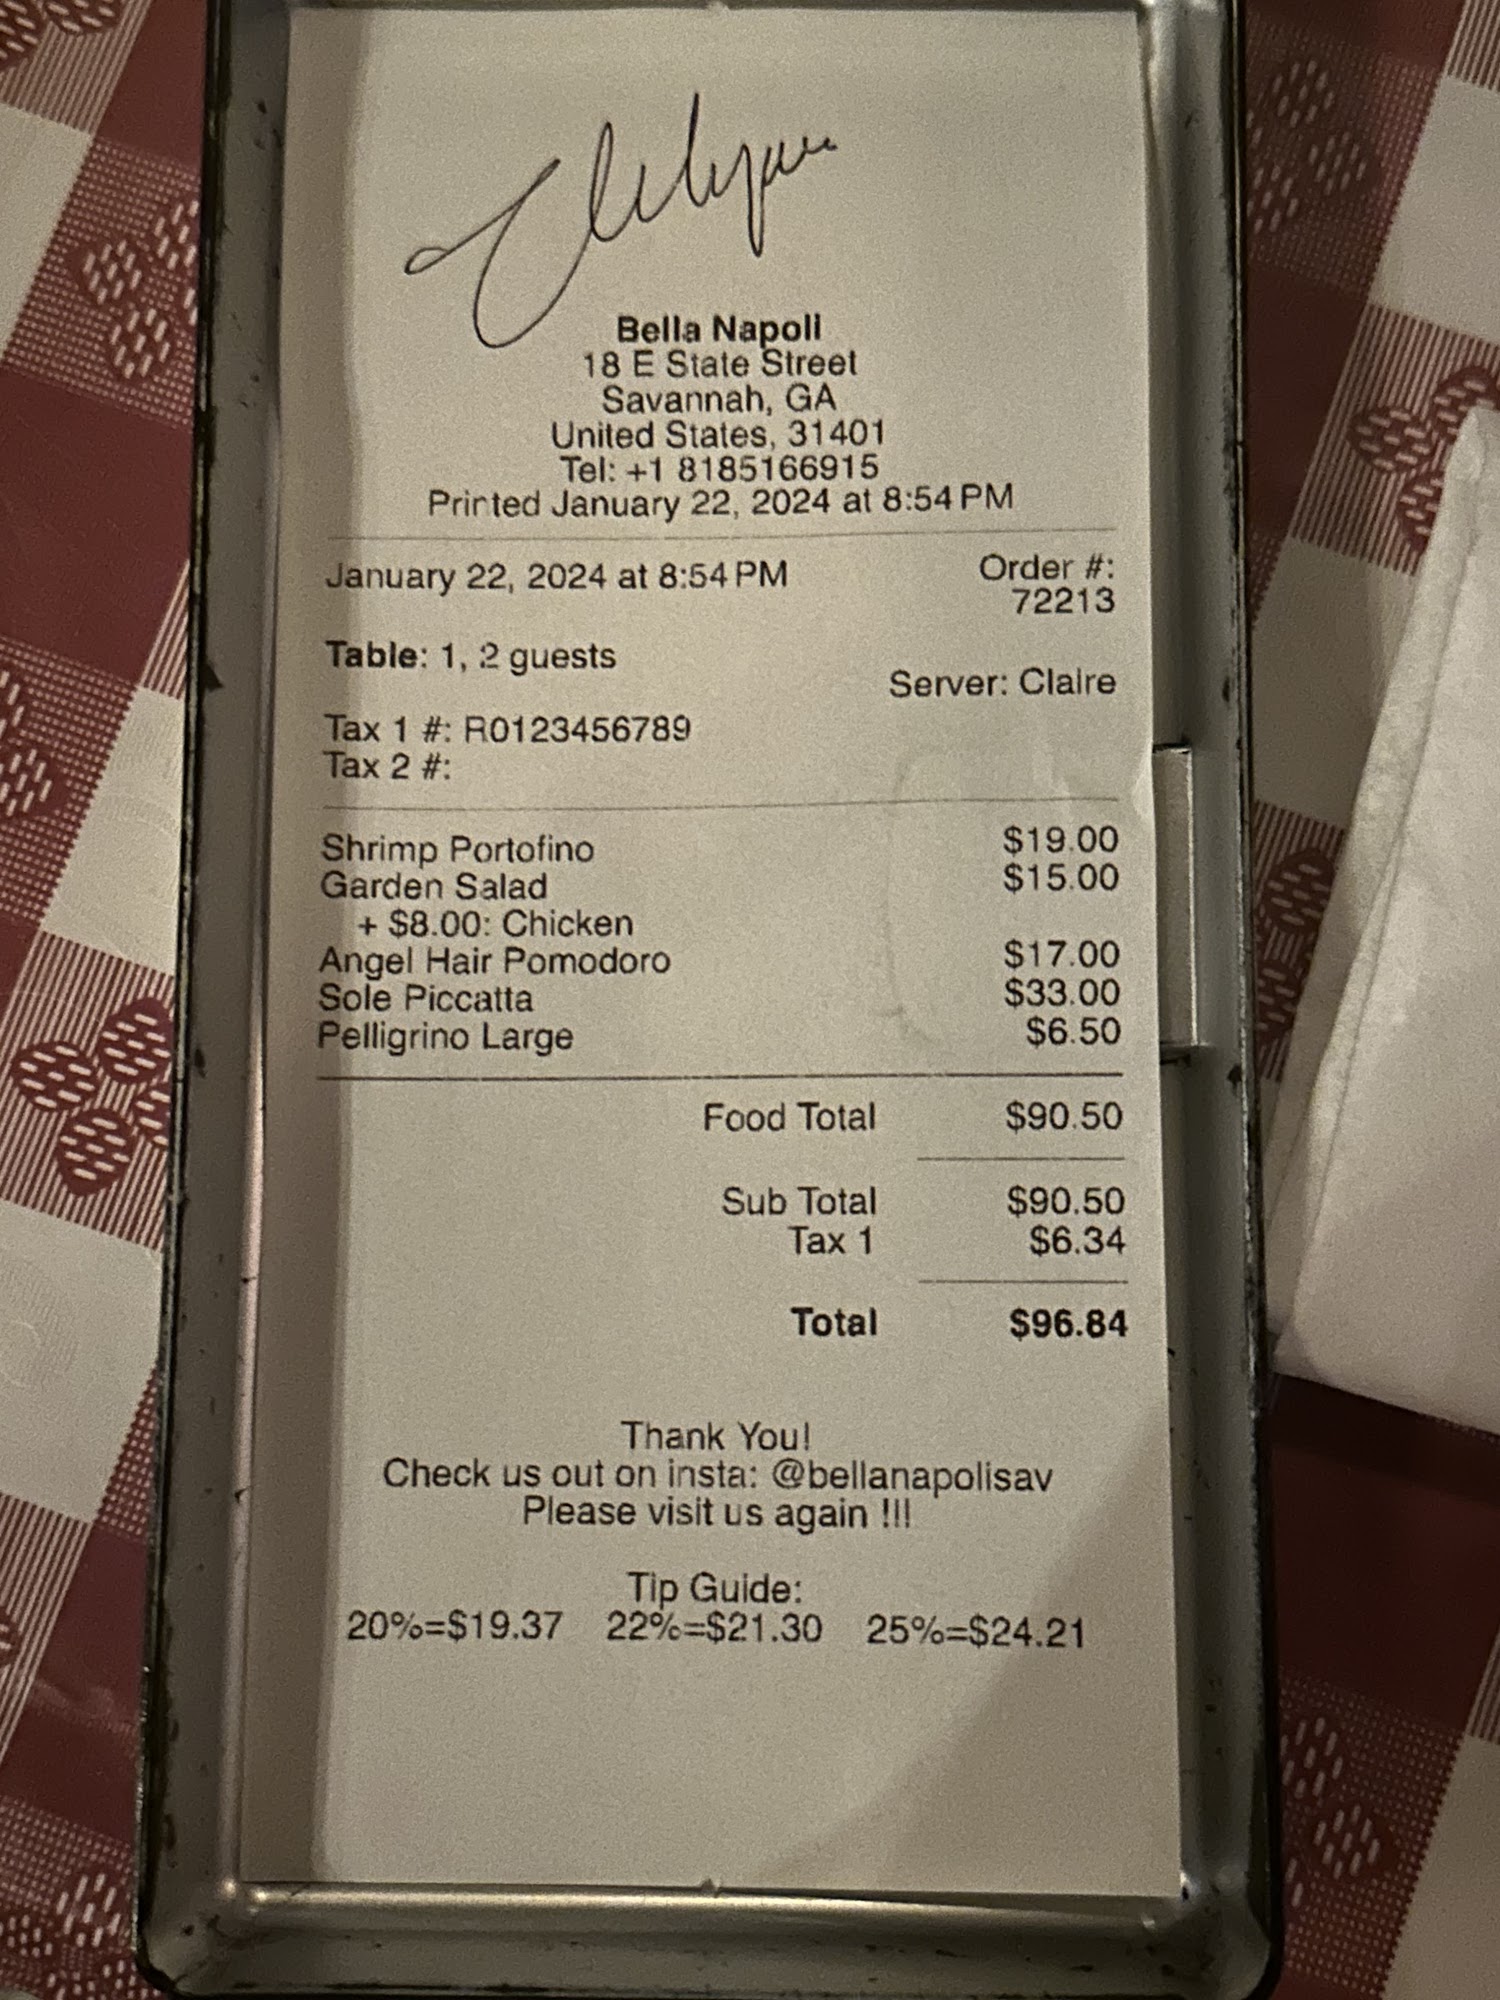 Bella Napoli
18 E State Street
Savannah, GA
United States, 31401
Tel: +1 8185166915
Printed January 22, 2024 at 8:54 PM
January 22, 2024 at 8:54 PM
Order #:
72213
Table: 1, 2 guests
Server: Claire
Tax 1 #: R0123456789
Tax 2 #:
Shrimp Portofino $19.00
Garden Salad $15.00
+ $8.00: Chicken
Angel Hair Pomodoro $17.00
Sole Piccatta $33.00
Pelligrino Large $6.50
Food Total $90.50
Sub Total $90.50
Tax 1 $6.34
Total $96.84
Thank You!
Check us out on insta: @bellanapolisav
Please visit us again !!!
Tip Guide:
20%=$19.37 22%=$21.30 25%=$24.21